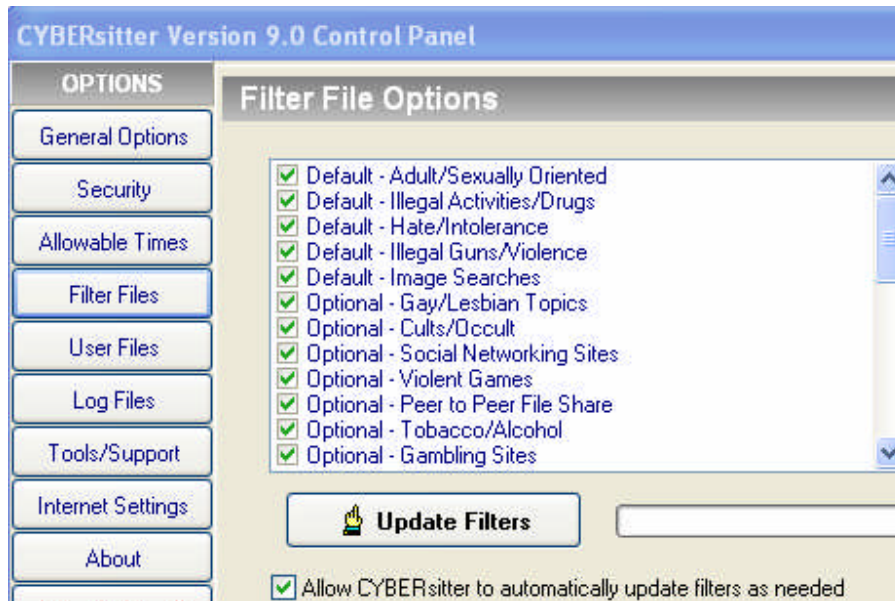 CYBERsitter Version 9.0 Control Panel
OPTIONS
General Options
Security
Allowable Times
Filter Files
User Files
Log Files
Tools/Support
Internet Settings
About
Filter File Options
Default - Adult/Sexually Oriented
Default - Illegal Activities/Drugs
Default - Hate/Intolerance
Default - Illegal Guns/Violence
Default - Image Searches
Optional - Gay/Lesbian Topics
Optional - Cults/Occult
Optional - Social Networking Sites
Optional - Violent Games
Optional - Peer to Peer File Share
Optional - Tobacco/Alcohol
Optional - Gambling Sites
Update Filters
Allow CYBERsitter to automatically update filters as needed